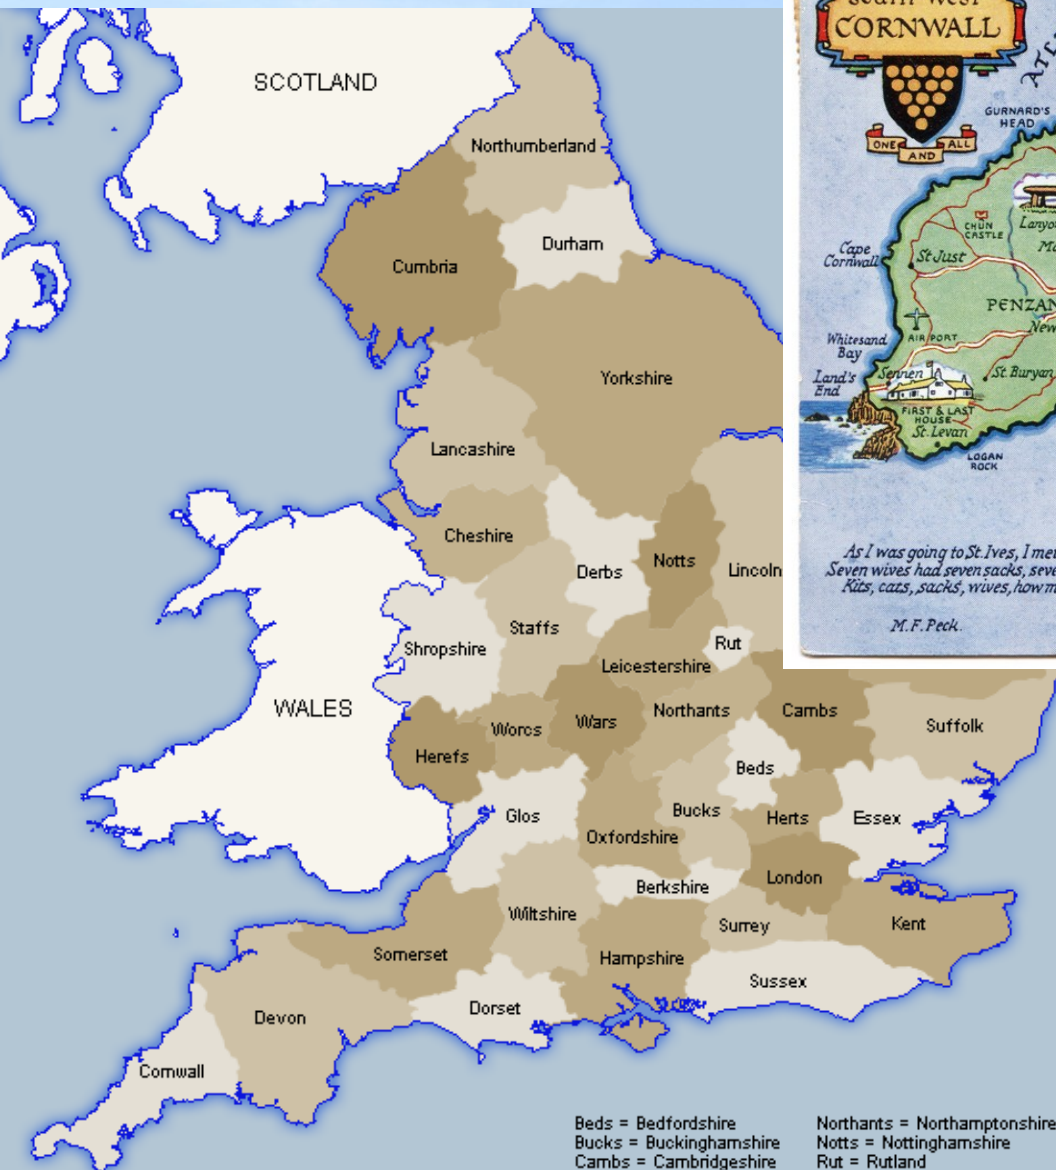 SCOTLAND
Northumberland
Durham
Cumbria
Yorkshire
Lancashire
Cheshire
Derbs
Notts
Lincoln
Staffs
Shropshire
Rut
Leicestershire
WALES
Herefs
Worcs
Wars
Northants
Cambs
Suffolk
Beds
Glos
Bucks
Herts
Essex
Oxfordshire
Berkshire
London
Wiltshire
Surrey
Kent
Somerset
Hampshire
Sussex
Dorset
Devon
Cornwall
Beds = Bedfordshire
Bucks = Buckinghamshire
Cambs = Cambridgeshire
Northants = Northamptonshire
Notts = Nottinghamshire
Rut = Rutland
South West
CORNWALL
ONE AND ALL
GURNARD'S
HEAD
CHUN
CASTLE
Cape
Cornwall
St Just
PENZAN
New
AIR PORT
Whitesand
Bay
Land's
End
Sennen
St. Buryan
FIRST & LAST
HOUSE
St. Levan
LOGAN
ROCK
As I was going to St. Ives, I met
Seven wives had seven sacks, seve
Kits, cats, sacks, wives, how m
M.F. Peck.